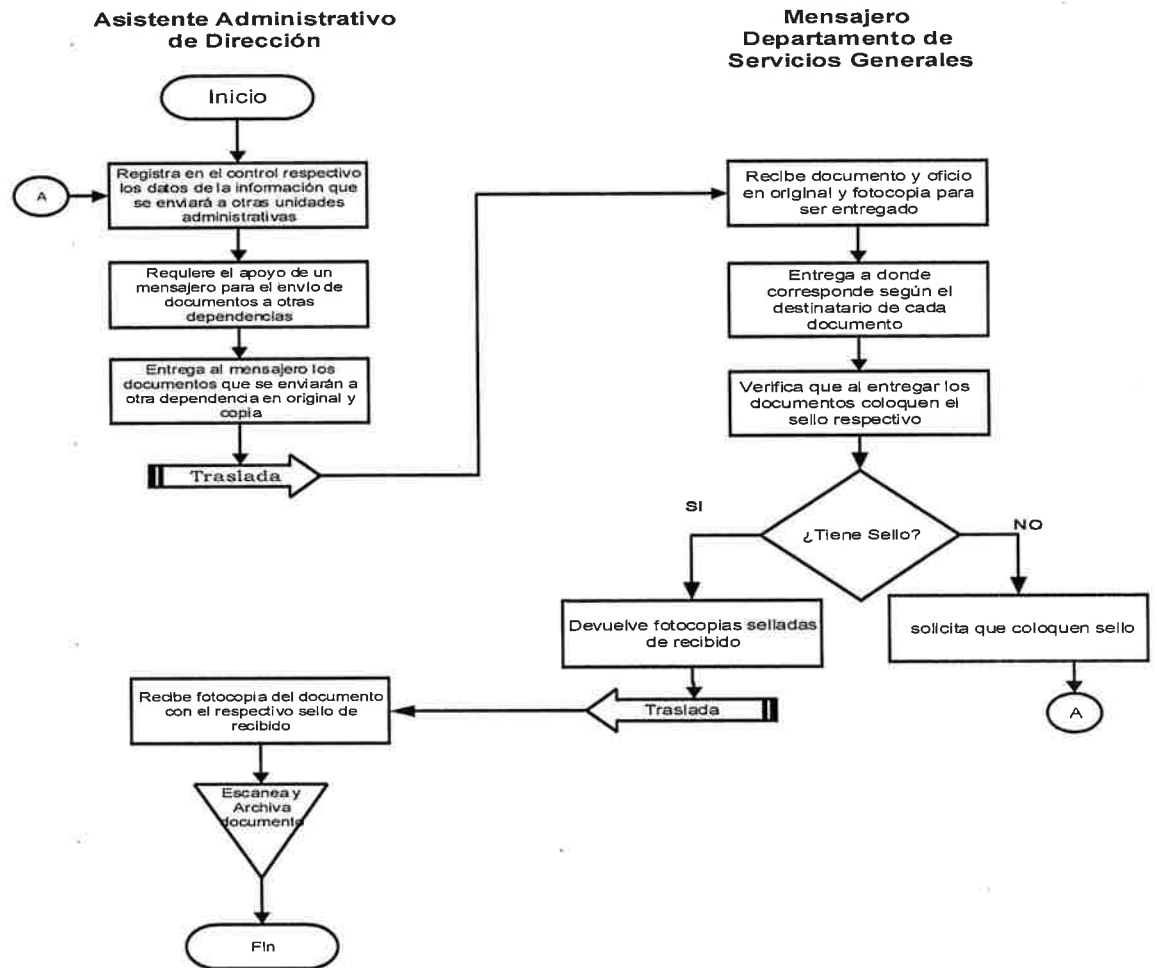 Asistente Administrativo
de Dirección
Mensajero
Departamento de
Servicios Generales
Inicio
A
Registra en el control respectivo
los datos de la información que
se enviará a otras unidades
administrativas
Requiere el apoyo de un
mensajero para el envío de
documentos a otras
dependencias
Entrega al mensajero los
documentos que se enviarán a
otra dependencia en original y
copia
Traslada
Recibe documento y oficio
en original y fotocopia para
ser entregado
Entrega a donde
corresponde según el
destinatario de cada
documento
Verifica que al entregar los
documentos coloquen el
sello respectivo
¿Tiene Sello?
SI
NO
Devuelve fotocopias selladas
de recibido
solicita que coloquen sello
Traslada
A
Recibe fotocopia del documento
con el respectivo sello de
recibido
Escanea y
Archiva
documento
Fin